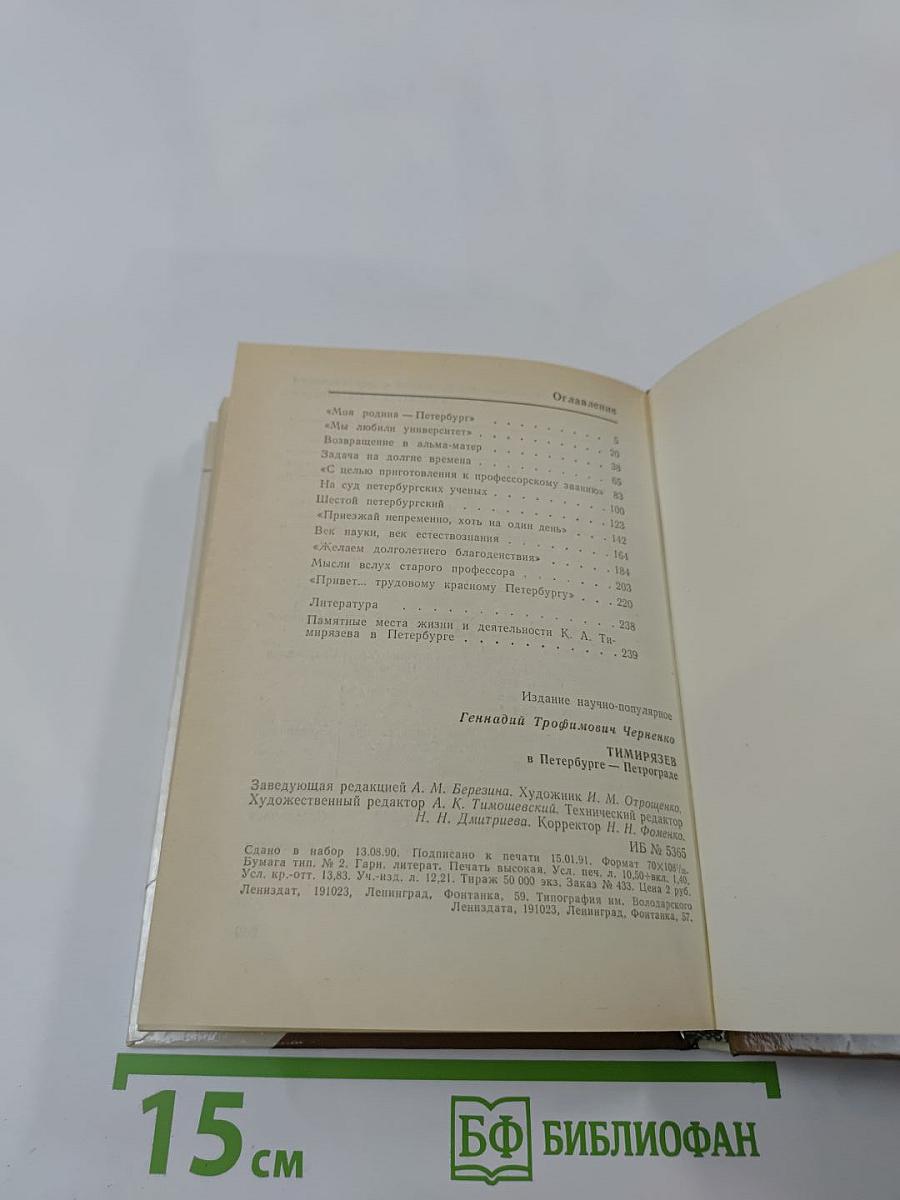 Оглавление
«Моя родина — Петербург» . . . . . . . . . 5
«Мы любили университет» . . . . . . . . . 20
Возвращение в альма-матер . . . . . . . . 38
Задача на долгие времена . . . . . . . . . 65
«С целью приготовления к профессорскому званию» 83
На суд петербургских ученых . . . . . . . 100
Шестой петербургский . . . . . . . . . . 123
«Приезжай непременно, хоть на один день» . . . 142
Век науки, век естествознания . . . . . . . 164
«Желаем долголетнего благоденствия» . . . . . 184
Мысли вслух старого профессора . . . . . . 203
«Привет... трудовому красному Петербургу» . . . 220
Литература . . . . . . . . . . . . . 238
Памятные места жизни и деятельности К. А. Ти-
мирязева в Петербурге . . . . . . . . . . 239
Издание научно-популярное
Геннадий Трофимович Черненко
ТИМИРЯЗЕВ
в Петербурге — Петрограде
Заведующая редакцией А. М. Березина. Художник И. М. Отрощенко.
Художественный редактор А. К. Тимошевский. Технический редактор
Н. Н. Дмитриева. Корректор Н. Н. Фоменко.
ИБ № 5365
Сдано в набор 13.08.90. Подписано к печати 15.01.91. Формат 70×108¹/₃₂.
Бумага тип. № 2. Гарн. литерат. Печать высокая. Усл. печ. л. 10,50+вкл. 1,40.
Усл. кр.-отт. 13,83. Уч.-изд. л. 12,21. Тираж 50 000 экз. Заказ № 433. Цена 2 руб.
Лениздат, 191023, Ленинград, Фонтанка, 59. Типография им. Володарского
Лениздата, 191023, Ленинград, Фонтанка, 57.
15 см
БФ БИБЛИОФАН